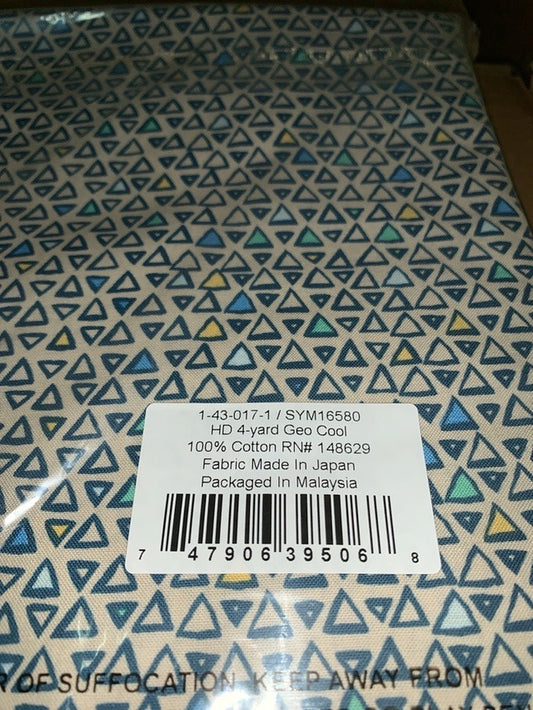 1-43-017-1 / SYM16580
HD 4-yard Geo Cool
100% Cotton RN# 148629
Fabric Made In Japan
Packaged In Malaysia
7 47906 39506 8
OF SUFFOCATION KEEP AWAY FROM